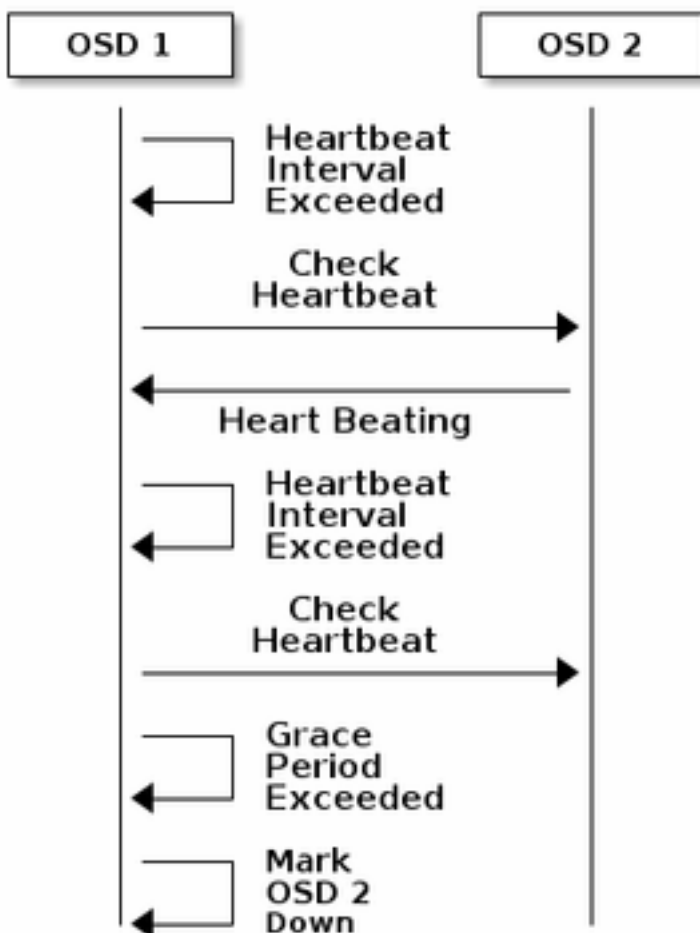 OSD 1
OSD 2
Heartbeat
Interval
Exceeded
Check
Heartbeat
Heart Beating
Heartbeat
Interval
Exceeded
Check
Heartbeat
Grace
Period
Exceeded
Mark
OSD 2
Down